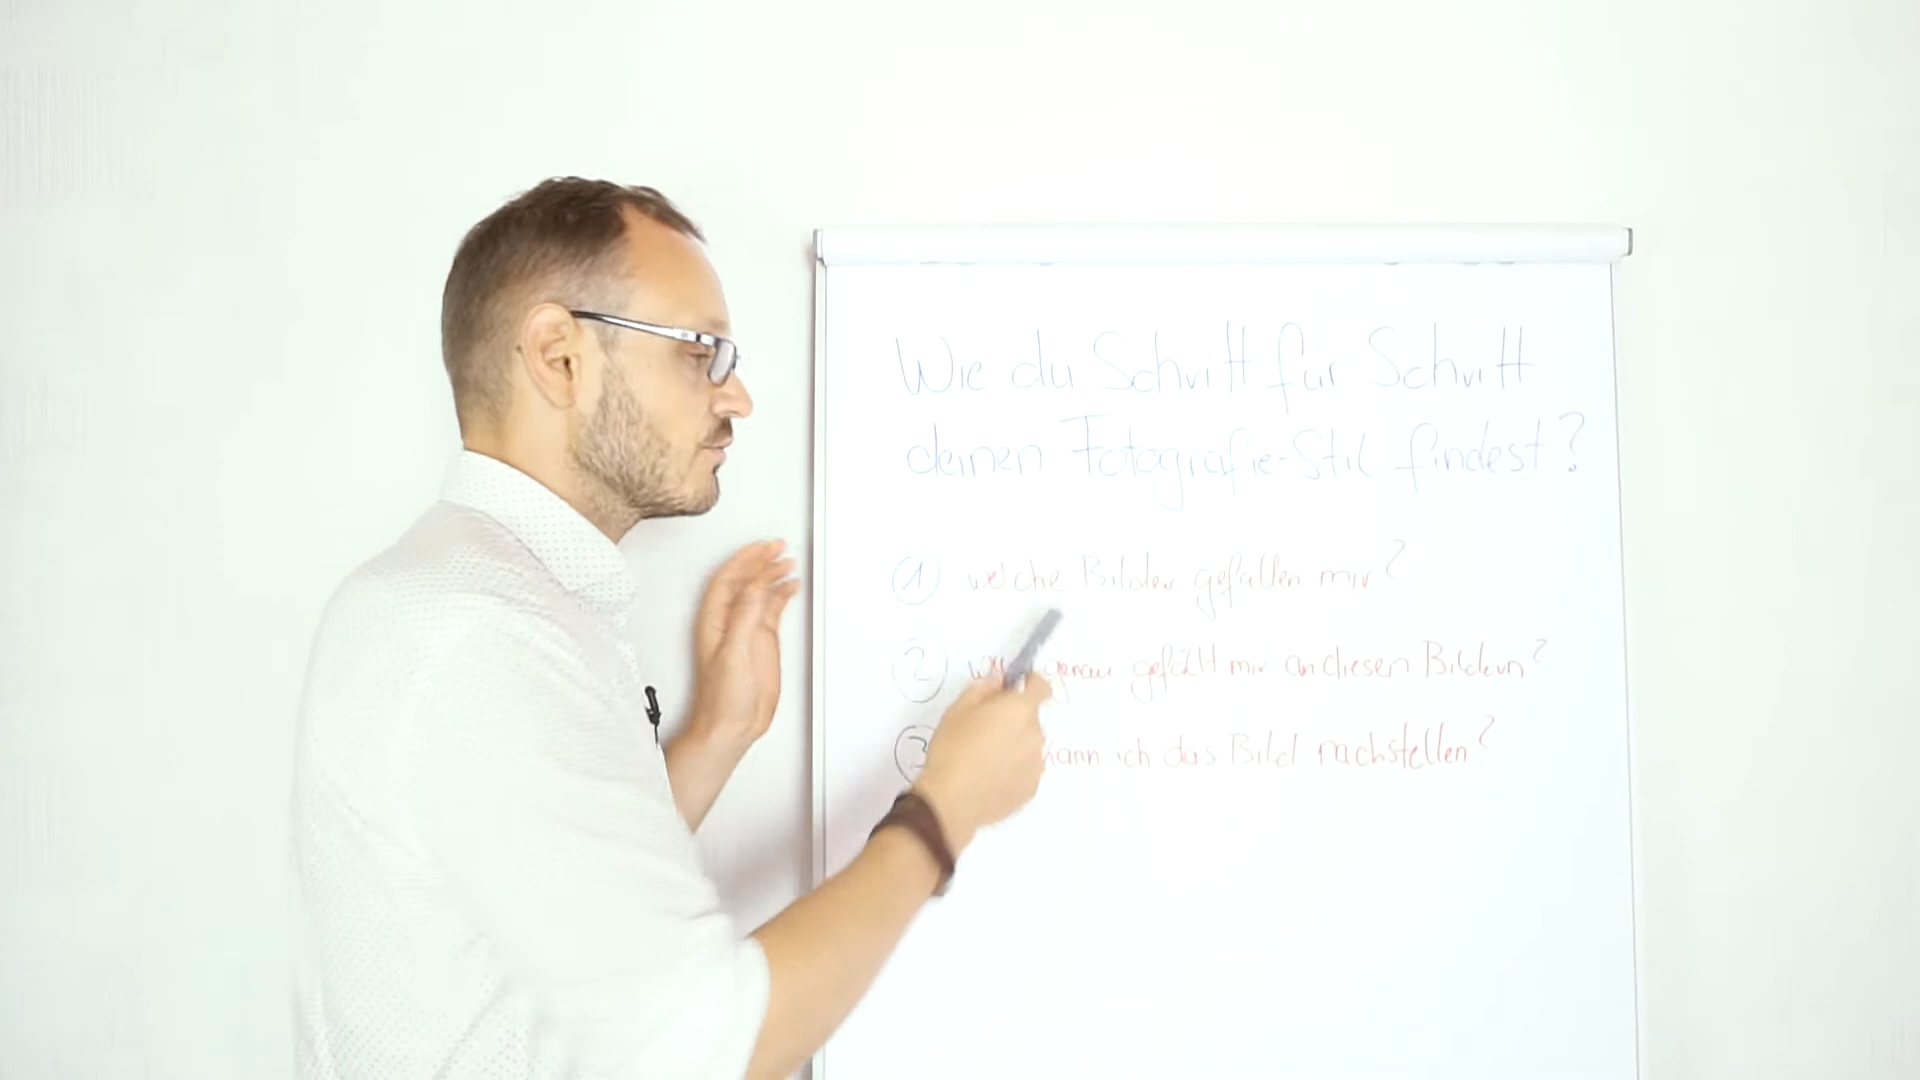 Wie du Schritt für Schritt
deinen Fotografie-Stil findest?
1 welche Bilder gefallen mir?
2 genau gefällt mir an diesen Bildern?
3 kann ich das Bild nachstellen?